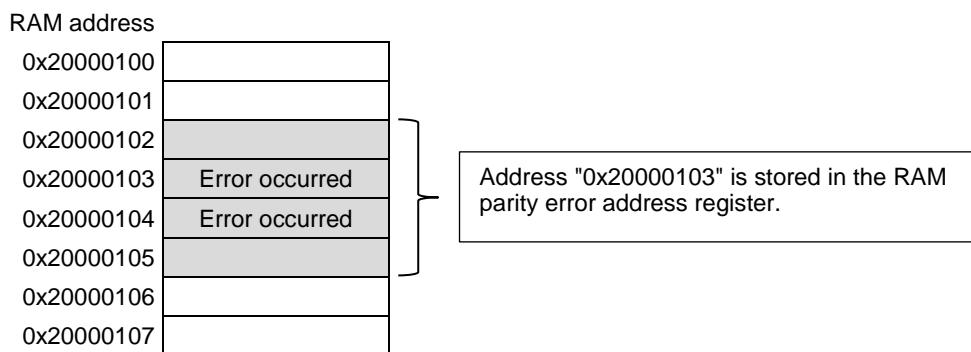 RAM address
0x20000100
0x20000101
0x20000102
0x20000103 Error occurred
0x20000104 Error occurred
0x20000105
0x20000106
0x20000107
Address "0x20000103" is stored in the RAM
parity error address register.